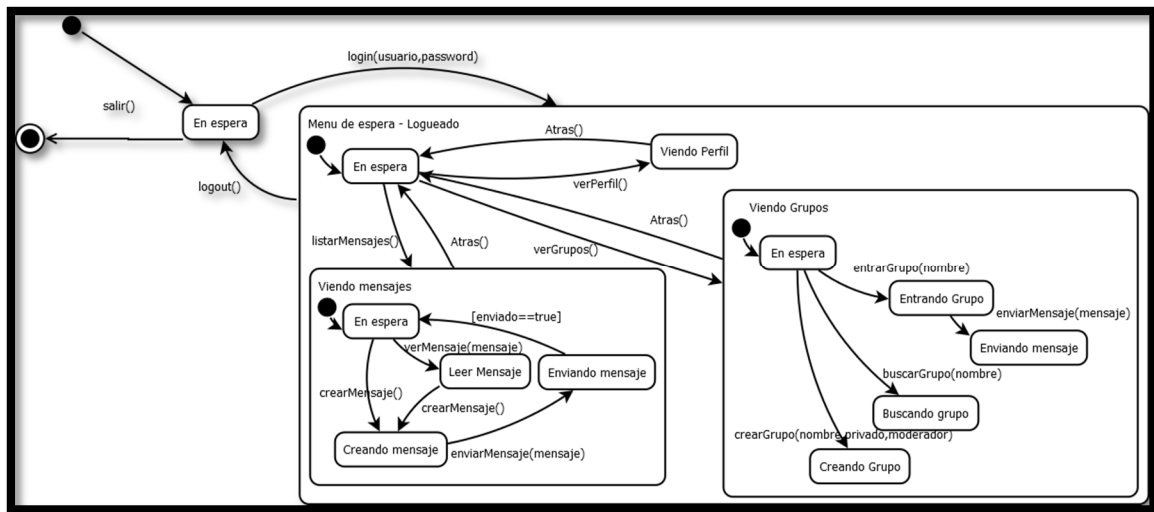 login(usuario,password)
salir()
En espera
Menu de espera - Logueado
Atras()
Viendo Perfil
En espera
verPerfil()
logout()
Viendo Grupos
Atras()
listarMensajes()
Atras()
verGrupos()
En espera
entrarGrupo(nombre)
Viendo mensajes
Entrando Grupo
En espera
[enviado==true]
enviarMensaje(mensaje)
verMensaje(mensaje)
Enviando mensaje
Leer Mensaje
Enviando mensaje
buscarGrupo(nombre)
crearMensaje()
crearMensaje()
Buscando grupo
crearGrupo(nombre,privado,moderador)
Creando mensaje
enviarMensaje(mensaje)
Creando Grupo